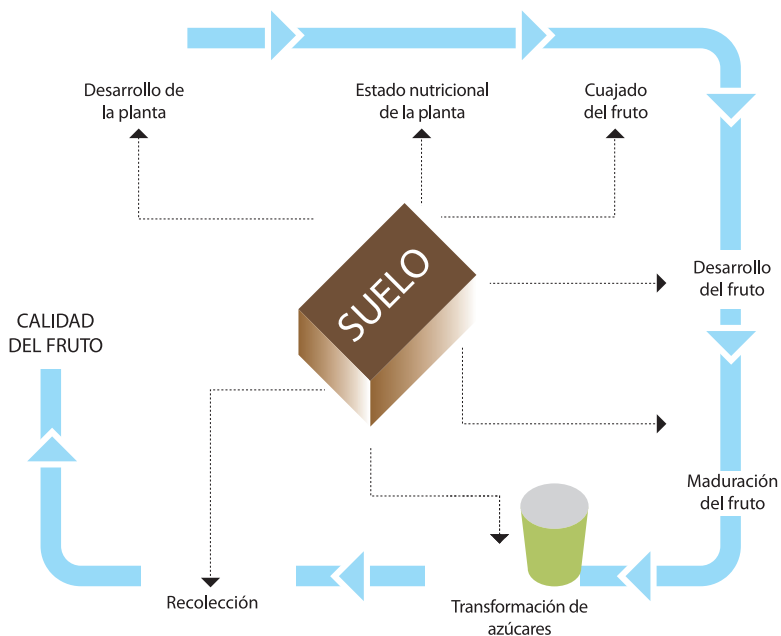 Desarrollo de
la planta
Estado nutricional
de la planta
Cuajado
del fruto
SUELO
Desarrollo
del fruto
CALIDAD
DEL FRUTO
Maduración
del fruto
Recolección
Transformación de
azúcares